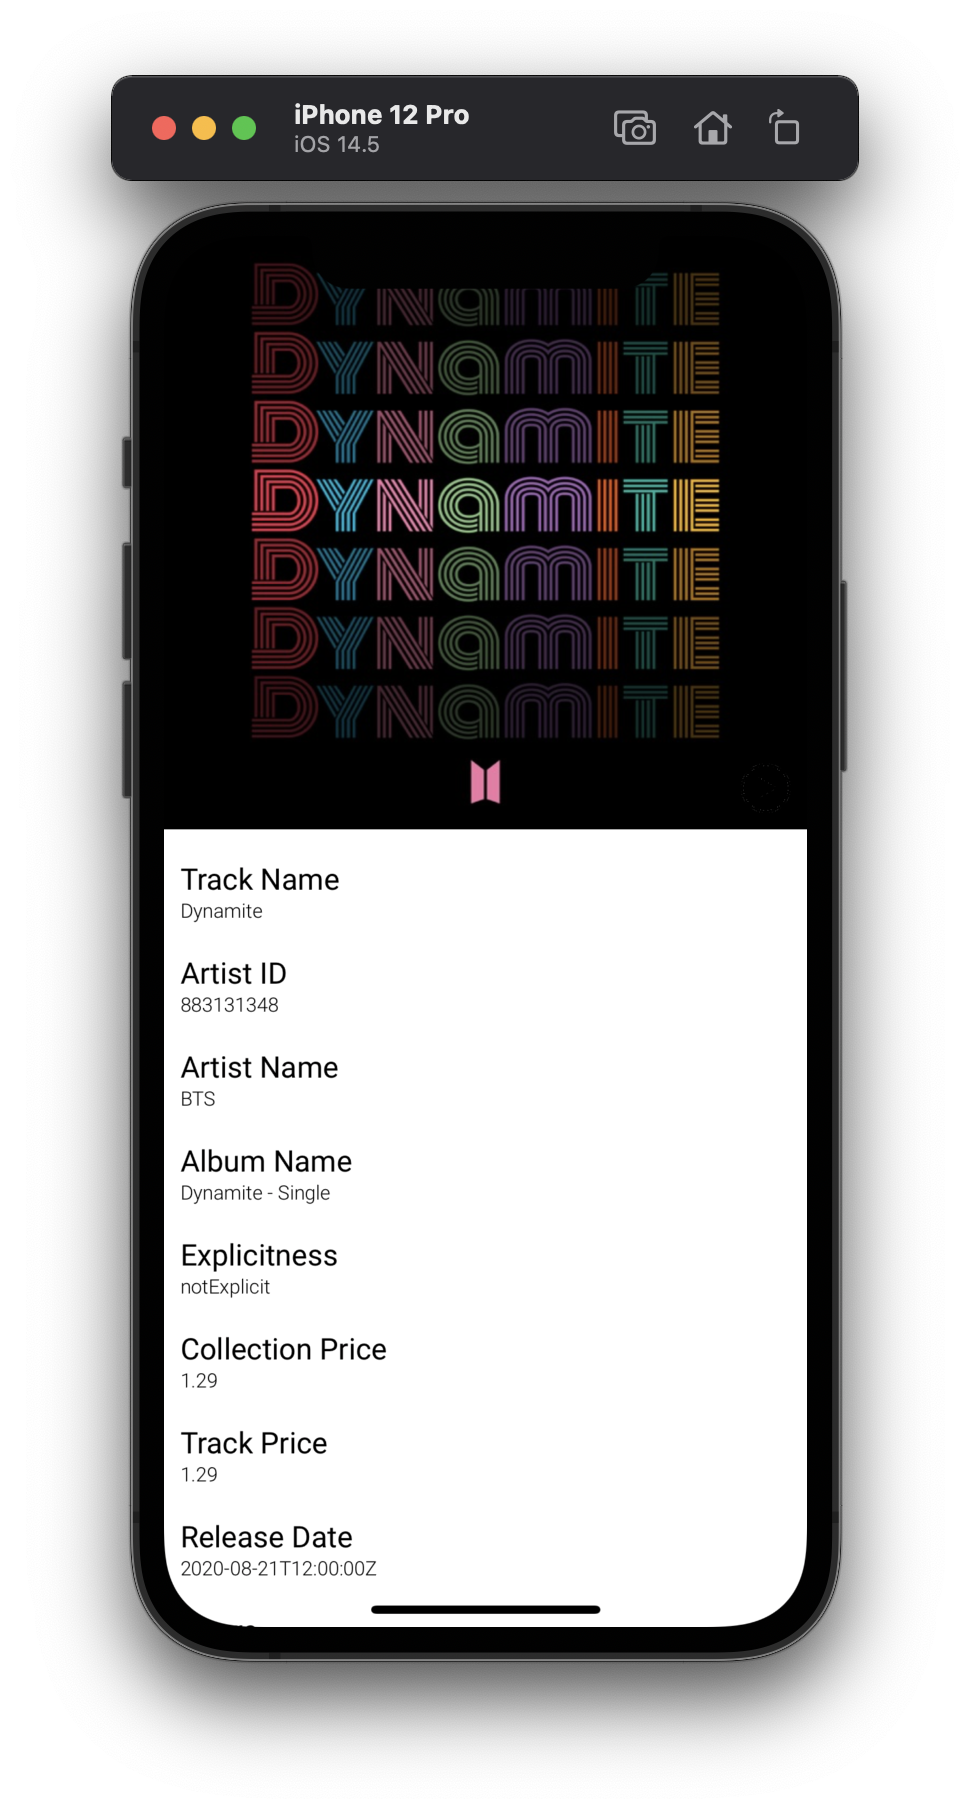 iPhone 12 Pro
iOS 14.5
DYNamITE
DYNamITE
DYNamITE
DYNamITE
DYNamITE
DYNamITE
DYNamITE
Track Name
Dynamite
Artist ID
883131348
Artist Name
BTS
Album Name
Dynamite - Single
Explicitness
notExplicit
Collection Price
1.29
Track Price
1.29
Release Date
2020-08-21T12:00:00Z